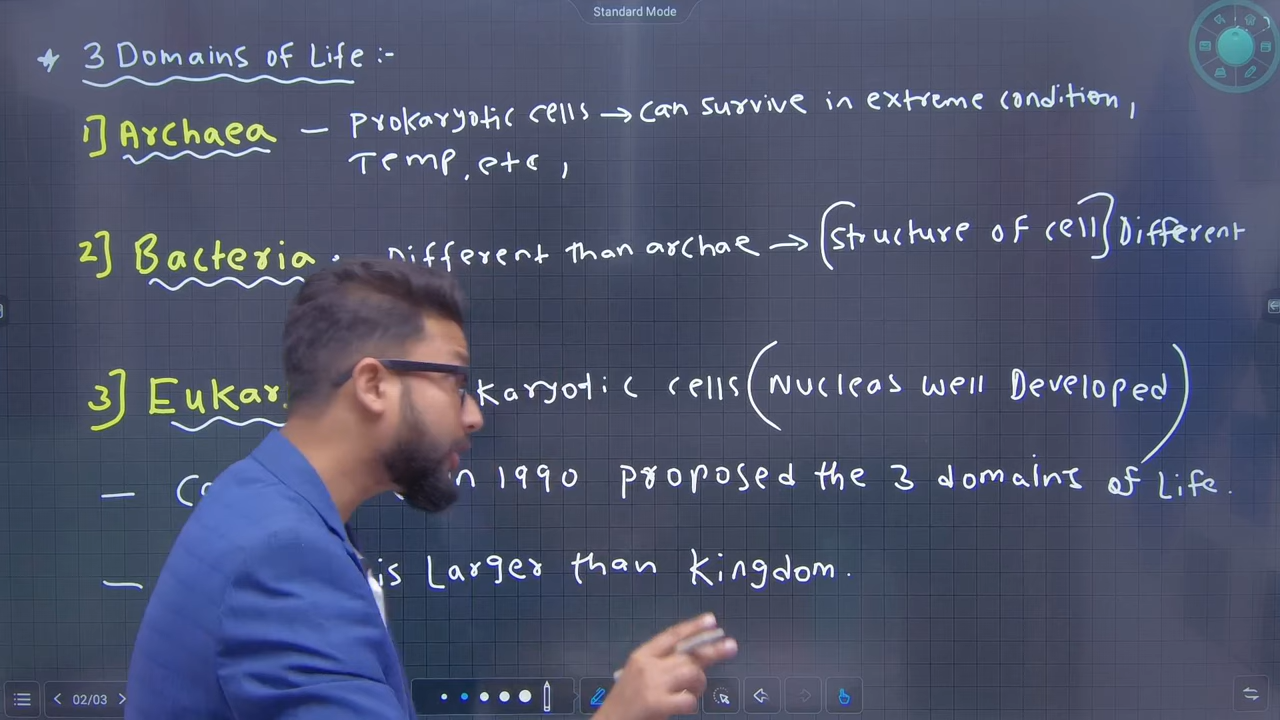 Standard Mode
3 Domains of Life :-
1] Archaea — Prokaryotic cells → can survive in extreme condition,
Temp, etc,
2] Bacteria - Different than archae → [Structure of cell] Different
3] Eukar karyotic cells (Nucleas well Developed)
— in 1990 proposed the 3 domains of Life.
— is Larger than Kingdom.
02/03